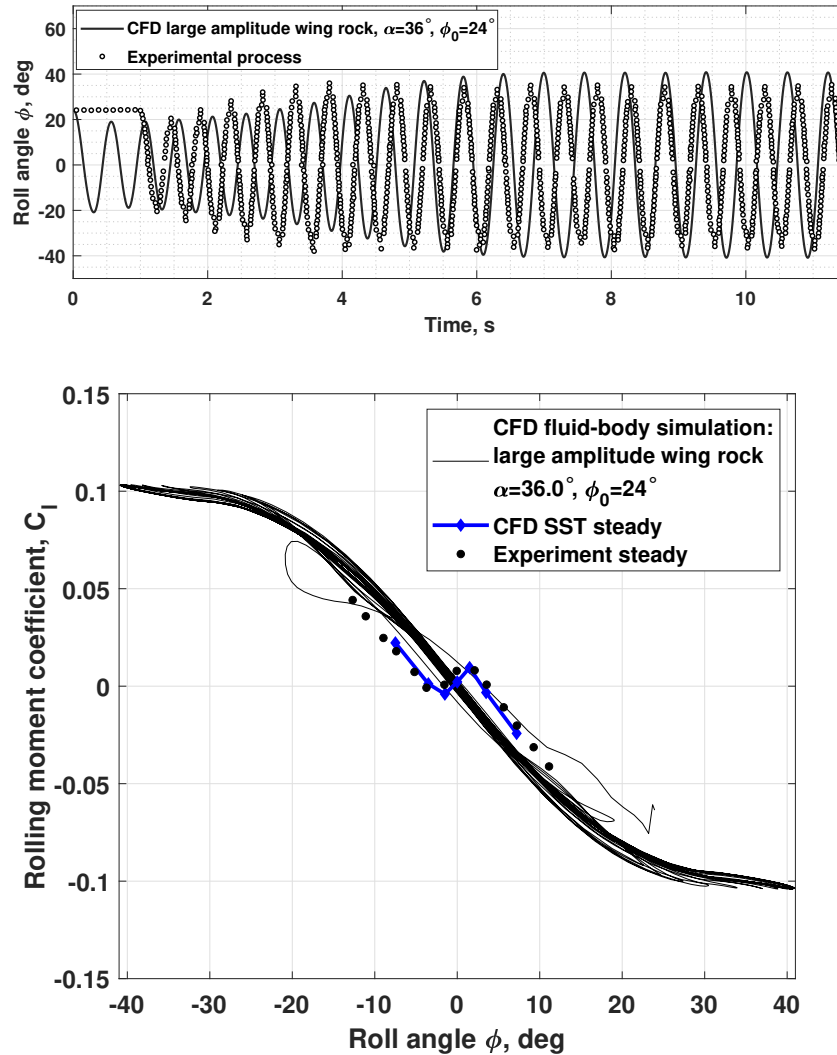 60
40
20
0
-20
-40
Roll angle ϕ, deg
CFD large amplitude wing rock, α=36°, ϕ0=24°
Experimental process
0 2 4 6 8 10
Time, s
0.15
0.1
0.05
0
-0.05
-0.1
-0.15
Rolling moment coefficient, Cl
CFD fluid-body simulation:
large amplitude wing rock
α=36.0°, ϕ0=24°
CFD SST steady
Experiment steady
-40 -30 -20 -10 0 10 20 30 40
Roll angle ϕ, deg